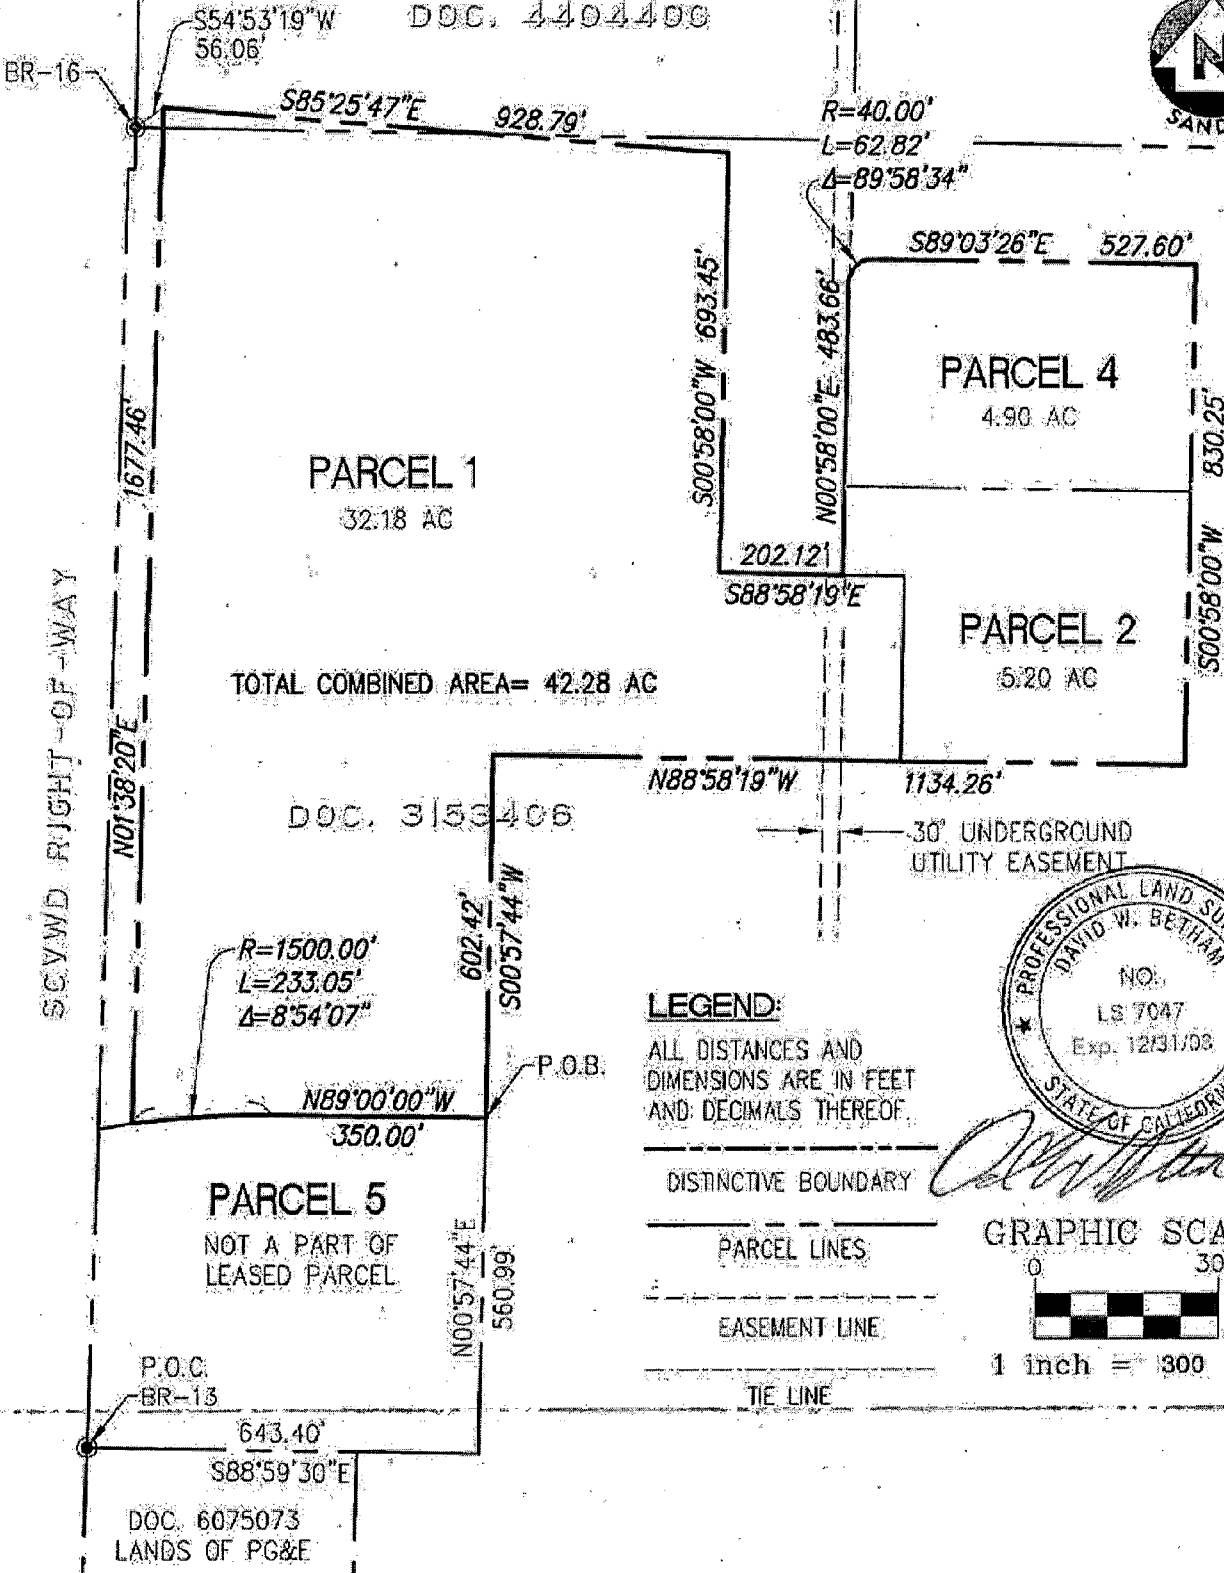 DOC. 4404400
S54°53'19"W
56.06'
BR-16
S85°25'47"E
928.79'
R=40.00'
L=62.82'
Δ=89°58'34"
N
S89°03'26"E
527.60'
S00°58'00"W 693.45'
N00°58'00"E 483.66'
PARCEL 4
4.90 AC
830.25'
S00°58'00"W
1677.46'
N01°38'20"E
PARCEL 1
32.18 AC
202.12'
S88°58'19"E
PARCEL 2
5.20 AC
SCVWD RIGHT-OF-WAY
TOTAL COMBINED AREA= 42.28 AC
N88°58'19"W
1134.26'
DOC. 3153406
30' UNDERGROUND
UTILITY EASEMENT
602.42'
S00°57'44"W
R=1500.00'
L=233.05'
Δ=8°54'07"
P.O.B.
N89°00'00"W
350.00'
PROFESSIONAL LAND
DAVID W. BETHAM
NO.
LS 7047
Exp. 12/31/08
STATE OF
LEGEND:
ALL DISTANCES AND
DIMENSIONS ARE IN FEET
AND DECIMALS THEREOF.
DISTINCTIVE BOUNDARY
PARCEL LINES
EASEMENT LINE
TIE LINE
PARCEL 5
NOT A PART OF
LEASED PARCEL
N00°57'44"E
560.99'
GRAPHIC
0
1 inch = 300
P.O.C.
BR-13
643.40'
S88°59'30"E
DOC. 6075073
LANDS OF PG&E